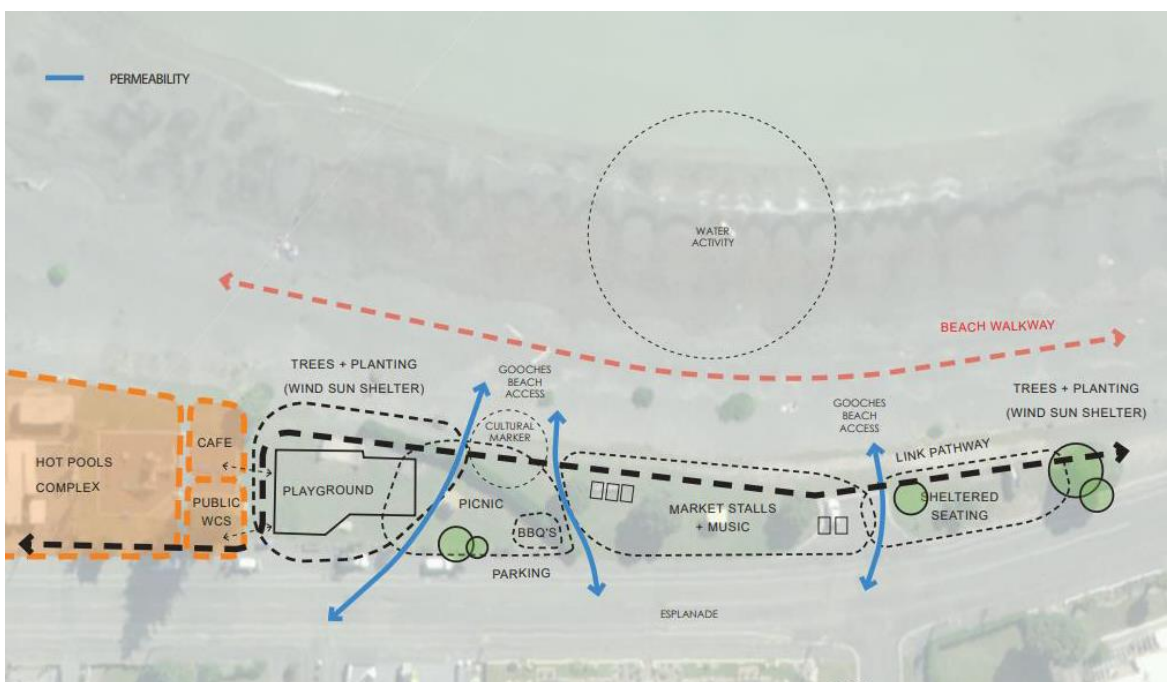 PERMEABILITY
WATER
ACTIVITY
BEACH WALKWAY
TREES + PLANTING
(WIND SUN SHELTER)
GOOCHES
BEACH
ACCESS
TREES + PLANTING
(WIND SUN SHELTER)
GOOCHES
BEACH
ACCESS
CULTURAL
MARKER
LINK PATHWAY
CAFE
HOT POOLS
COMPLEX
PUBLIC
WCS
PLAYGROUND
PICNIC
BBQ'S
MARKET STALLS
+ MUSIC
SHELTERED
SEATING
PARKING
ESPLANADE